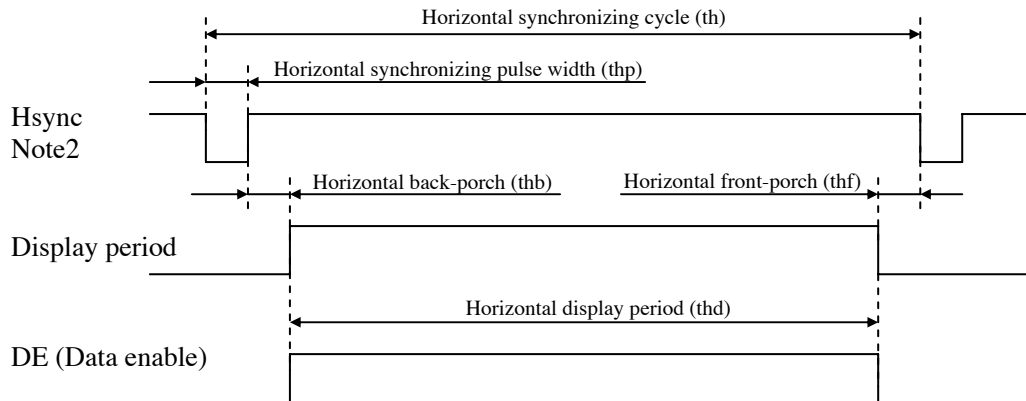 Horizontal synchronizing cycle (th)
Horizontal synchronizing pulse width (thp)
Hsync
Note2
Horizontal back-porch (thb)
Horizontal front-porch (thf)
Display period
Horizontal display period (thd)
DE (Data enable)